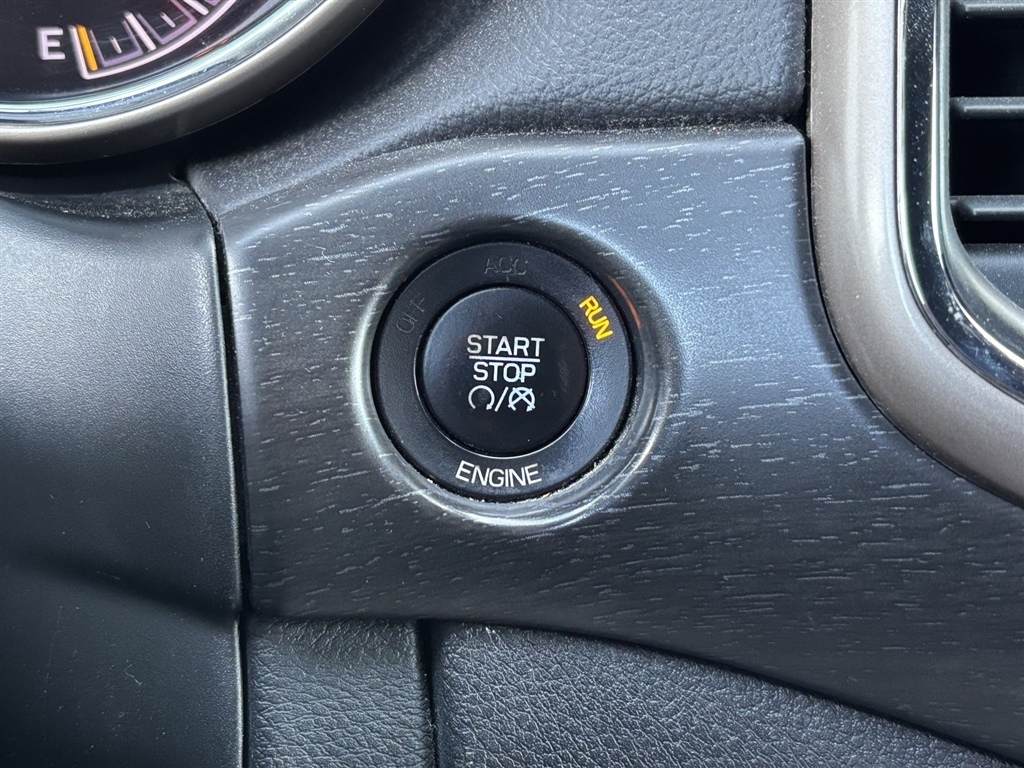 E
ACC
OFF
RUN
START
STOP
/
ENGINE